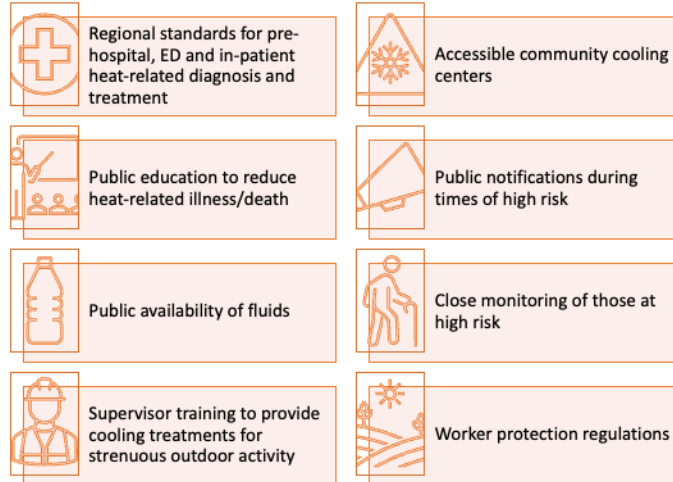 Regional standards for pre-
hospital, ED and in-patient
heat-related diagnosis and
treatment
Accessible community cooling
centers
Public education to reduce
heat-related illness/death
Public notifications during
times of high risk
Public availability of fluids
Close monitoring of those at
high risk
Supervisor training to provide
cooling treatments for
strenuous outdoor activity
Worker protection regulations